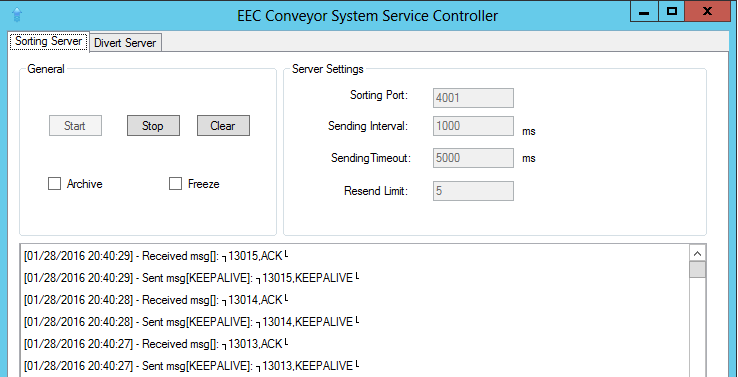 EEC Conveyor System Service Controller
Sorting Server Divert Server
General
Start Stop Clear
Archive Freeze
Server Settings
Sorting Port: 4001
Sending Interval: 1000 ms
SendingTimeout: 5000 ms
Resend Limit: 5
[01/28/2016 20:40:29] - Received msg[]: ┐13015,ACK└
[01/28/2016 20:40:29] - Sent msg[KEEPALIVE]: ┐13015,KEEPALIVE└
[01/28/2016 20:40:28] - Received msg[]: ┐13014,ACK└
[01/28/2016 20:40:28] - Sent msg[KEEPALIVE]: ┐13014,KEEPALIVE└
[01/28/2016 20:40:27] - Received msg[]: ┐13013,ACK└
[01/28/2016 20:40:27] - Sent msg[KEEPALIVE]: ┐13013,KEEPALIVE└